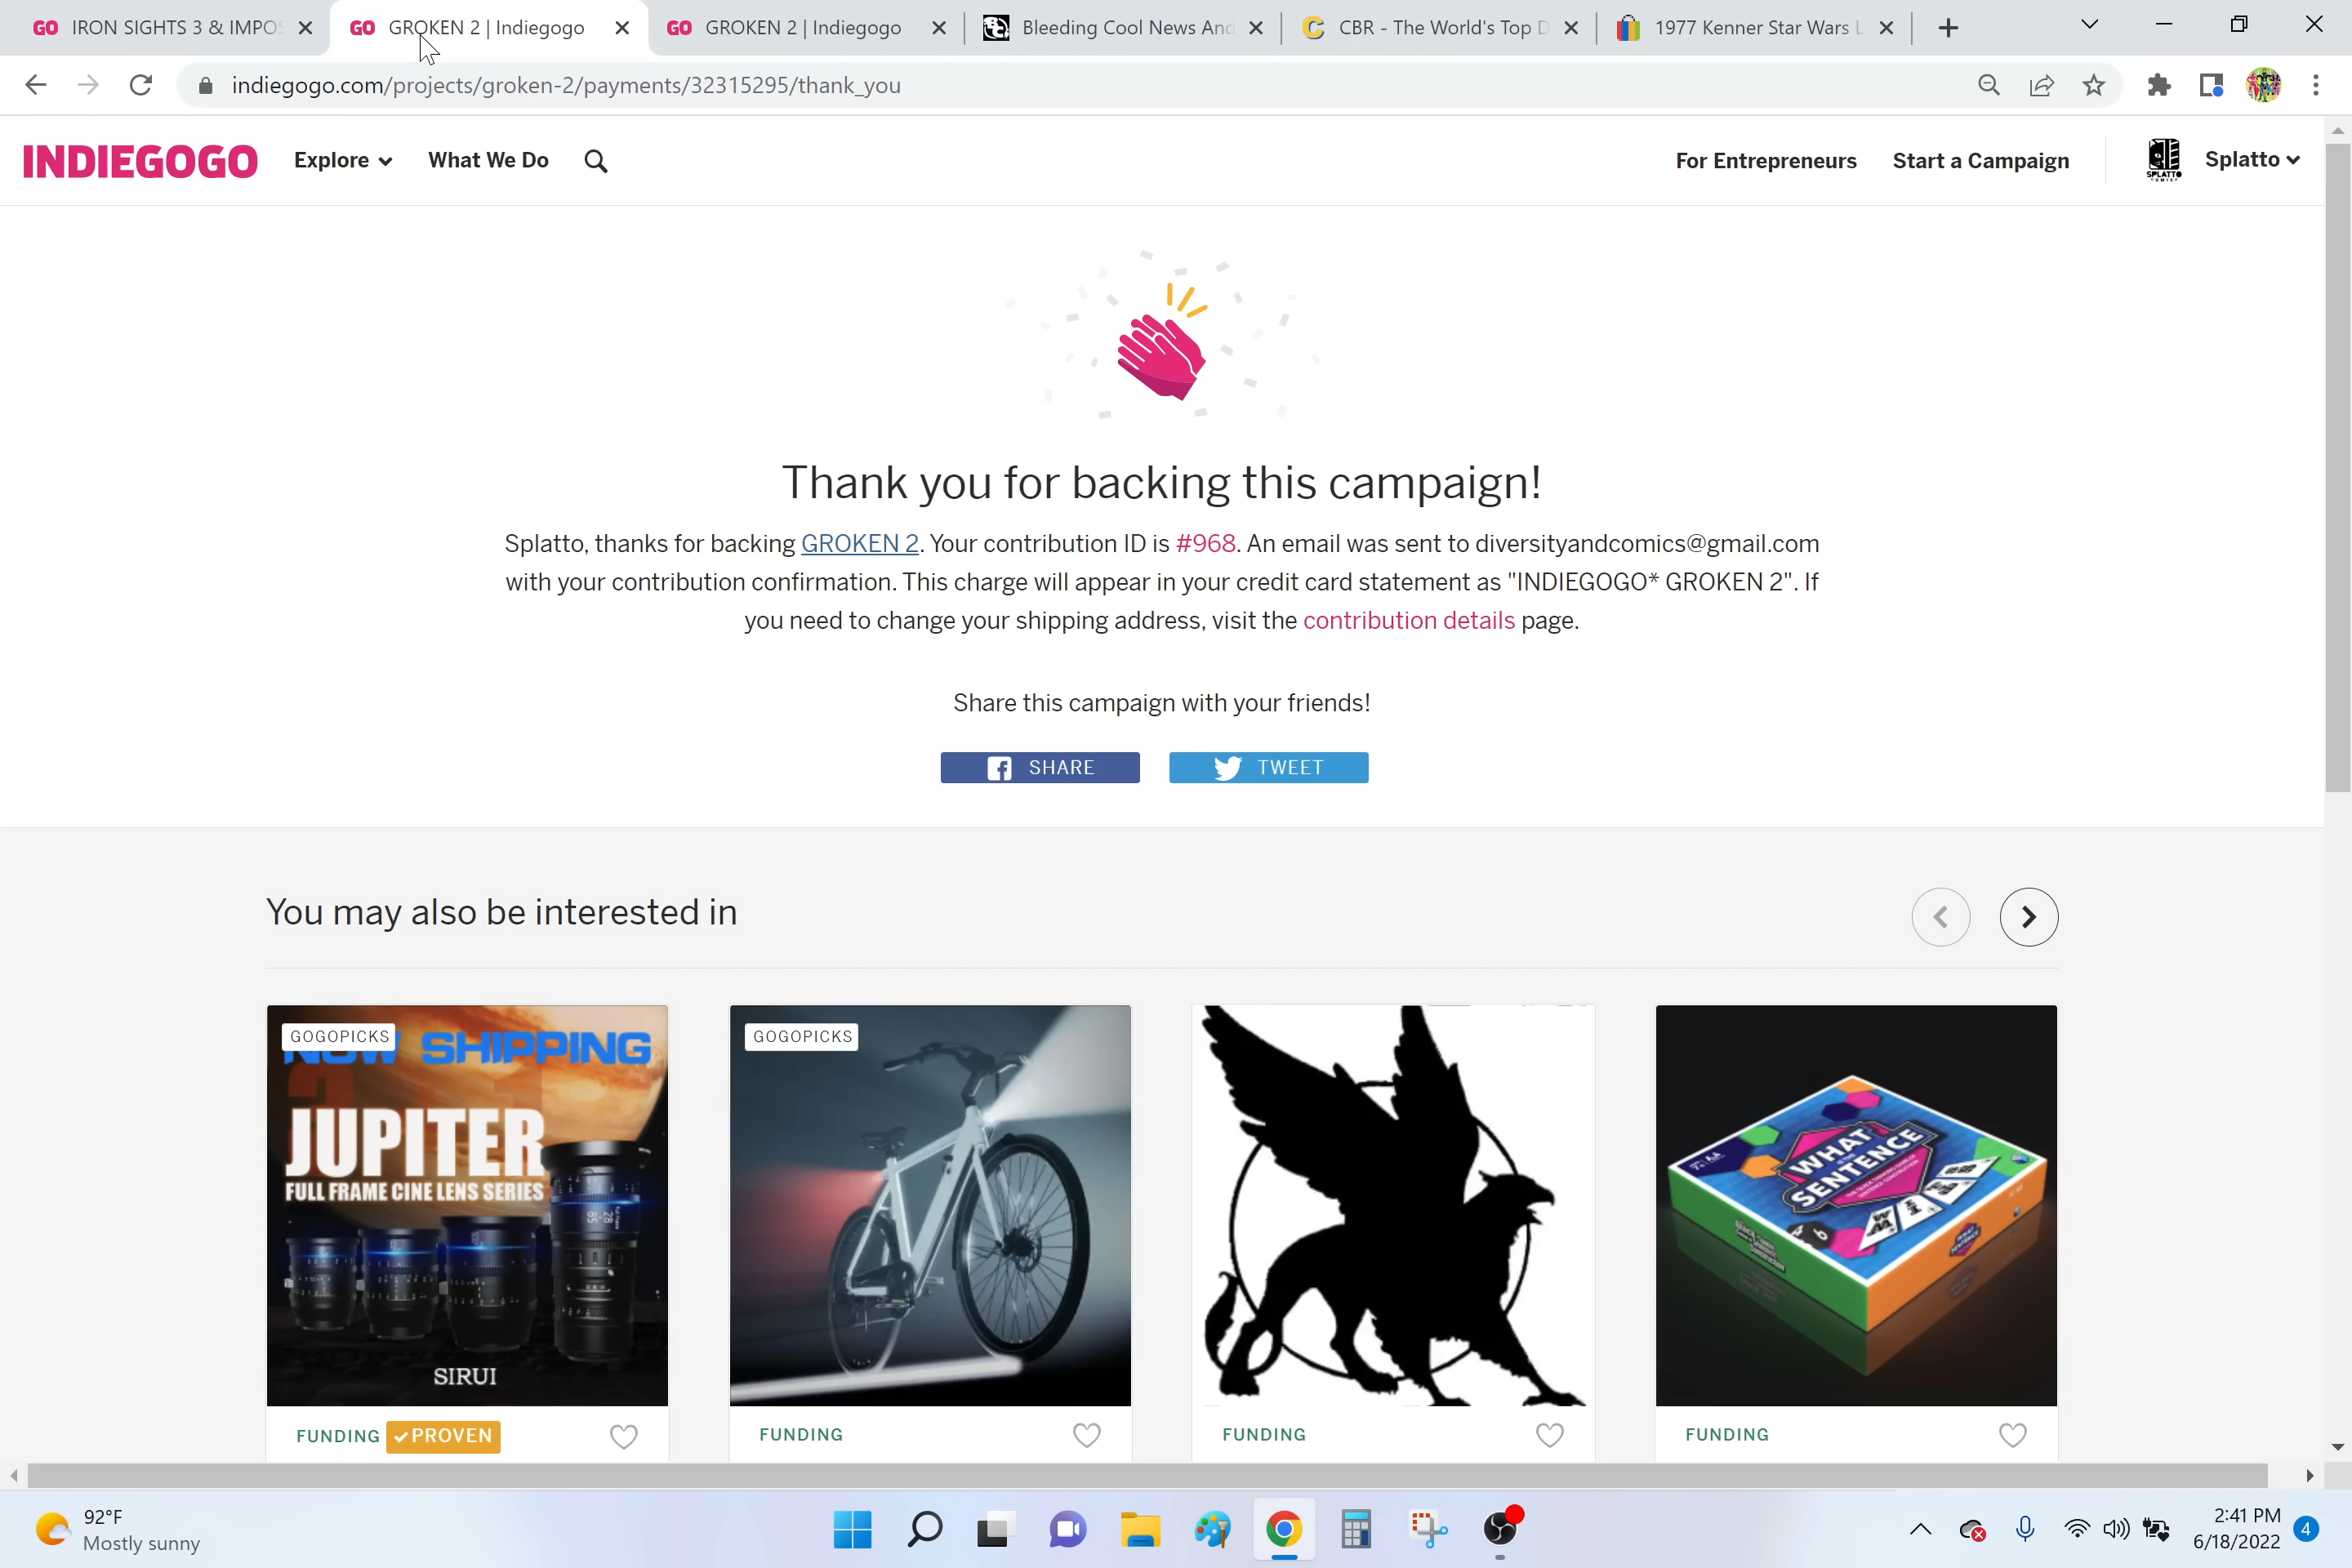 IRON SIGHTS 3 & IMPOS
GROKEN 2 | Indiegogo
GROKEN 2 | Indiegogo
Bleeding Cool News And
CBR - The World's Top D
1977 Kenner Star Wars L
indiegogo.com/projects/groken-2/payments/32315295/thank_you
INDIEGOGO
Explore
What We Do
For Entrepreneurs
Start a Campaign
SPLATTO
COMICS
Splatto
Thank you for backing this campaign!
Splatto, thanks for backing GROKEN 2. Your contribution ID is #968. An email was sent to diversityandcomics@gmail.com
with your contribution confirmation. This charge will appear in your credit card statement as "INDIEGOGO* GROKEN 2". If
you need to change your shipping address, visit the contribution details page.
Share this campaign with your friends!
SHARE
TWEET
You may also be interested in
GOGOPICKS
NOW SHIPPING
JUPITER
FULL FRAME CINE LENS SERIES
SIRUI
FUNDING
PROVEN
GOGOPICKS
FUNDING
FUNDING
WHAT
SENTENCE
FUNDING
92°F
Mostly sunny
2:41 PM
6/18/2022
4